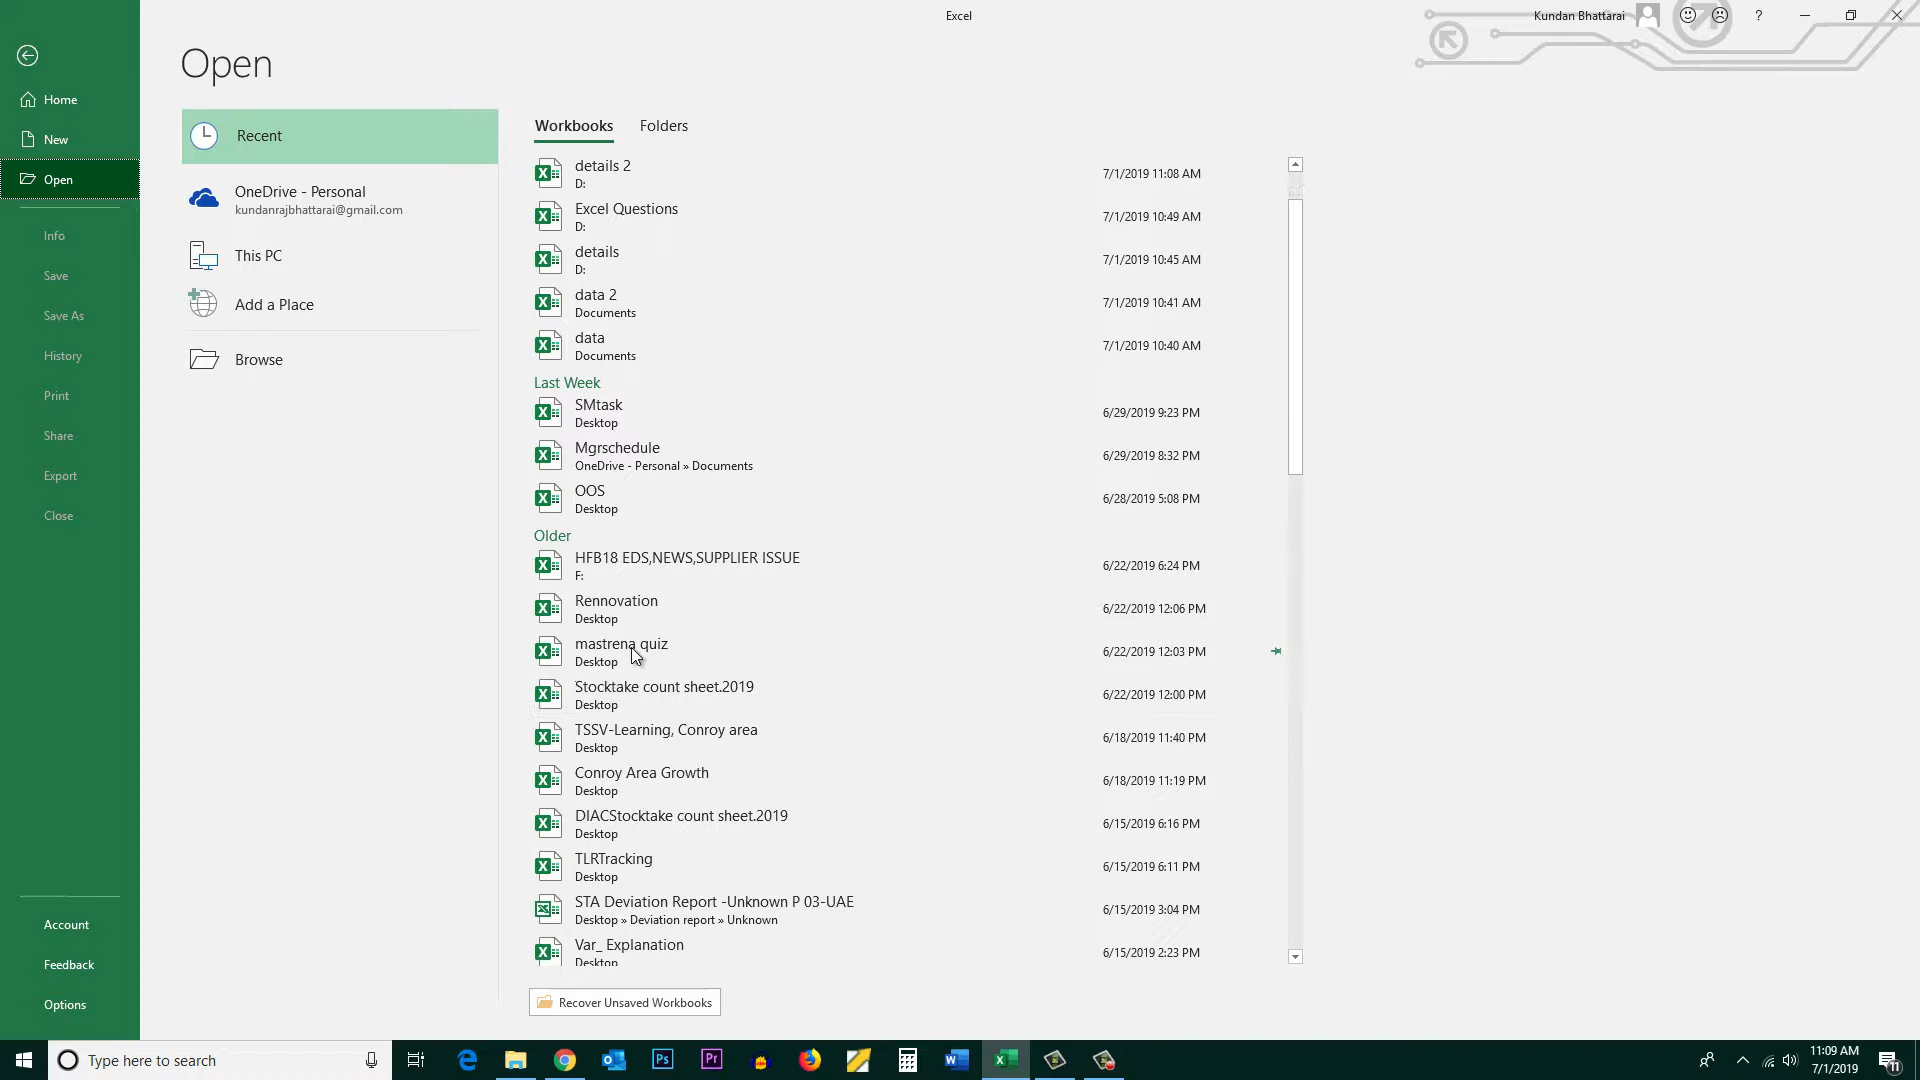 Excel
Kundan Bhattarai
?
Open
Home
New
Open
Info
Save
Save As
History
Print
Share
Export
Close
Account
Feedback
Options
Recent
OneDrive - Personal
kundanrajbhattarai@gmail.com
This PC
Add a Place
Browse
Workbooks Folders
details 2
D:
7/1/2019 11:08 AM
Excel Questions
D:
7/1/2019 10:49 AM
details
D:
7/1/2019 10:45 AM
data 2
Documents
7/1/2019 10:41 AM
data
Documents
7/1/2019 10:40 AM
Last Week
SMtask
Desktop
6/29/2019 9:23 PM
Mgrschedule
OneDrive - Personal » Documents
6/29/2019 8:32 PM
OOS
Desktop
6/28/2019 5:08 PM
Older
HFB18 EDS,NEWS,SUPPLIER ISSUE
F:
6/22/2019 6:24 PM
Rennovation
Desktop
6/22/2019 12:06 PM
mastrena quiz
Desktop
6/22/2019 12:03 PM
Stocktake count sheet.2019
Desktop
6/22/2019 12:00 PM
TSSV-Learning, Conroy area
Desktop
6/18/2019 11:40 PM
Conroy Area Growth
Desktop
6/18/2019 11:19 PM
DIACStocktake count sheet.2019
Desktop
6/15/2019 6:16 PM
TLRTracking
Desktop
6/15/2019 6:11 PM
STA Deviation Report -Unknown P 03-UAE
Desktop » Deviation report » Unknown
6/15/2019 3:04 PM
Var_ Explanation
Desktop
6/15/2019 2:23 PM
Recover Unsaved Workbooks
Type here to search
Ps
Pr
11:09 AM
7/1/2019
11